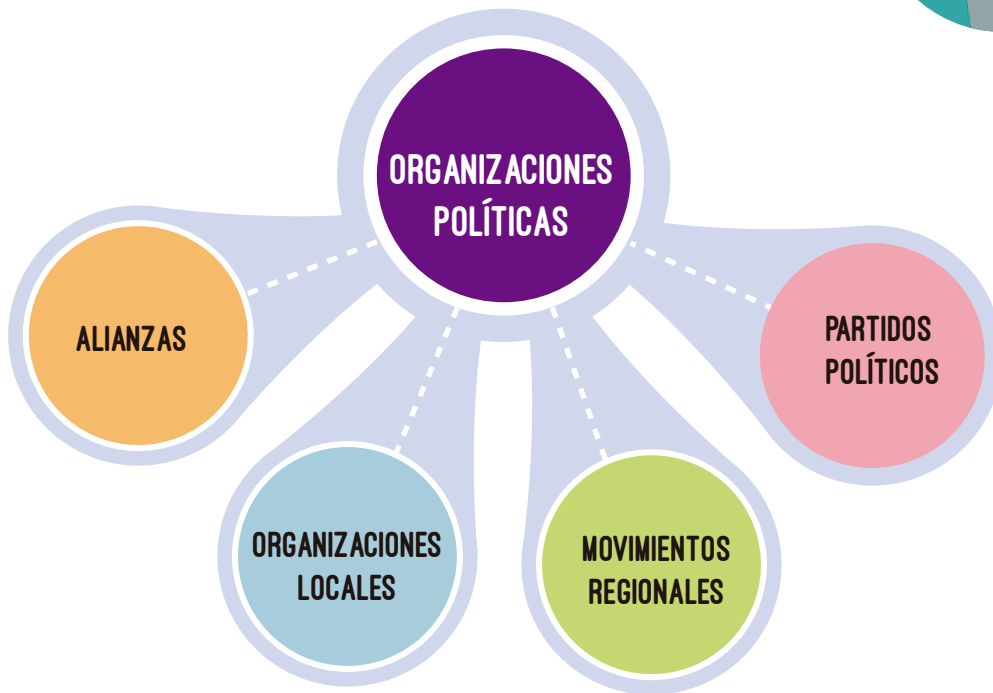 ORGANIZACIONES
POLÍTICAS
ALIANZAS
ORGANIZACIONES
LOCALES
MOVIMIENTOS
REGIONALES
PARTIDOS
POLÍTICOS